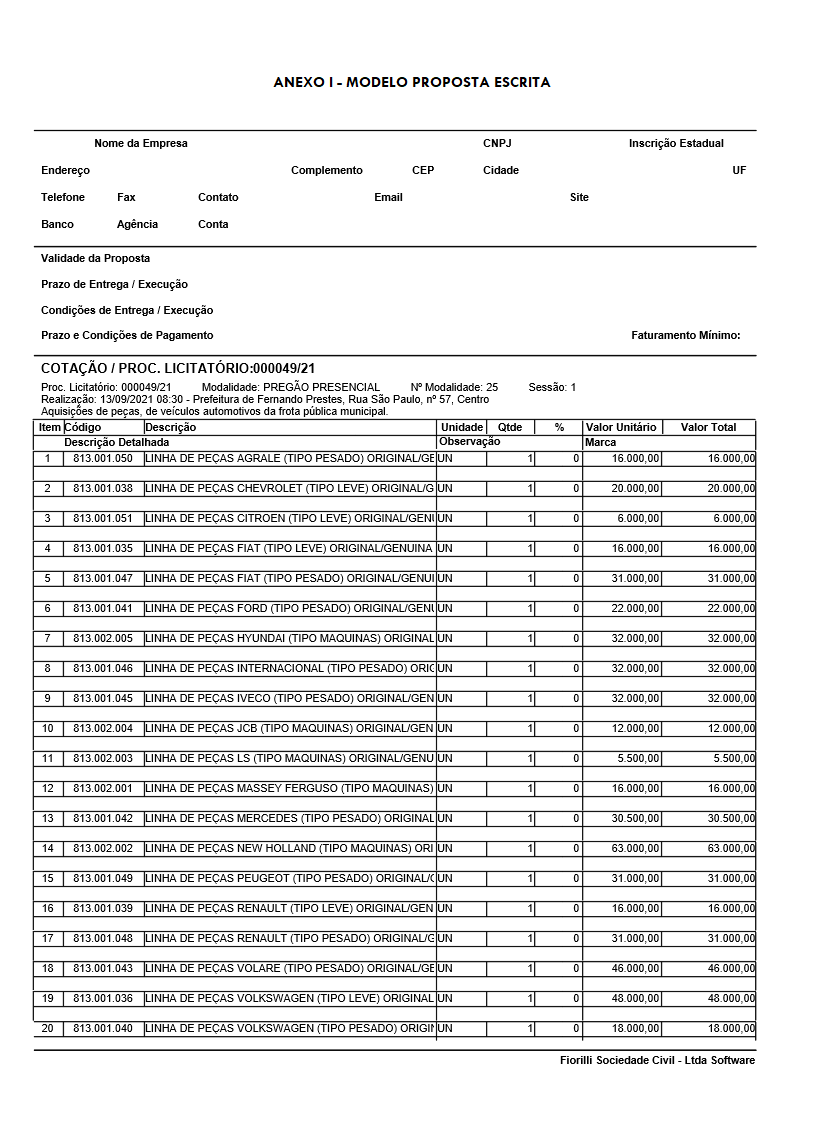 ANEXO I - MODELO PROPOSTA ESCRITA
Nome da Empresa CNPJ Inscrição Estadual
Endereço Complemento CEP Cidade UF
Telefone Fax Contato Email Site
Banco Agência Conta
Validade da Proposta
Prazo de Entrega / Execução
Condições de Entrega / Execução
Prazo e Condições de Pagamento Faturamento Mínimo:
COTAÇÃO / PROC. LICITATÓRIO:000049/21
Proc. Licitatório: 000049/21 Modalidade: PREGÃO PRESENCIAL Nº Modalidade: 25 Sessão: 1
Realização: 13/09/2021 08:30 - Prefeitura de Fernando Prestes, Rua São Paulo, nº 57, Centro
Aquisições de peças, de veículos automotivos da frota pública municipal.
Item Código Descrição Unidade Qtde % Valor Unitário Valor Total
Descrição Detalhada Observação Marca
1 813.001.050 LINHA DE PEÇAS AGRALE (TIPO PESADO) ORIGINAL/GE UN 1 0 16.000,00 16.000,00
2 813.001.038 LINHA DE PEÇAS CHEVROLET (TIPO LEVE) ORIGINAL/G UN 1 0 20.000,00 20.000,00
3 813.001.051 LINHA DE PEÇAS CITROEN (TIPO LEVE) ORIGINAL/GENU UN 1 0 6.000,00 6.000,00
4 813.001.035 LINHA DE PEÇAS FIAT (TIPO LEVE) ORIGINAL/GENUINA UN 1 0 16.000,00 16.000,00
5 813.001.047 LINHA DE PEÇAS FIAT (TIPO PESADO) ORIGINAL/GENUI UN 1 0 31.000,00 31.000,00
6 813.001.041 LINHA DE PEÇAS FORD (TIPO PESADO) ORIGINAL/GENU UN 1 0 22.000,00 22.000,00
7 813.002.005 LINHA DE PEÇAS HYUNDAI (TIPO MAQUINAS) ORIGINAL UN 1 0 32.000,00 32.000,00
8 813.001.046 LINHA DE PEÇAS INTERNACIONAL (TIPO PESADO) ORIG UN 1 0 32.000,00 32.000,00
9 813.001.045 LINHA DE PEÇAS IVECO (TIPO PESADO) ORIGINAL/GEN UN 1 0 32.000,00 32.000,00
10 813.002.004 LINHA DE PEÇAS JCB (TIPO MAQUINAS) ORIGINAL/GEN UN 1 0 12.000,00 12.000,00
11 813.002.003 LINHA DE PEÇAS LS (TIPO MAQUINAS) ORIGINAL/GENU UN 1 0 5.500,00 5.500,00
12 813.002.001 LINHA DE PEÇAS MASSEY FERGUSO (TIPO MAQUINAS) UN 1 0 16.000,00 16.000,00
13 813.001.042 LINHA DE PEÇAS MERCEDES (TIPO PESADO) ORIGINAL UN 1 0 30.500,00 30.500,00
14 813.002.002 LINHA DE PEÇAS NEW HOLLAND (TIPO MAQUINAS) ORI UN 1 0 63.000,00 63.000,00
15 813.001.049 LINHA DE PEÇAS PEUGEOT (TIPO PESADO) ORIGINAL/G UN 1 0 31.000,00 31.000,00
16 813.001.039 LINHA DE PEÇAS RENAULT (TIPO LEVE) ORIGINAL/GEN UN 1 0 16.000,00 16.000,00
17 813.001.048 LINHA DE PEÇAS RENAULT (TIPO PESADO) ORIGINAL/G UN 1 0 31.000,00 31.000,00
18 813.001.043 LINHA DE PEÇAS VOLARE (TIPO PESADO) ORIGINAL/GE UN 1 0 46.000,00 46.000,00
19 813.001.036 LINHA DE PEÇAS VOLKSWAGEN (TIPO LEVE) ORIGINAL UN 1 0 48.000,00 48.000,00
20 813.001.040 LINHA DE PEÇAS VOLKSWAGEN (TIPO PESADO) ORIGIN UN 1 0 18.000,00 18.000,00
Fiorilli Sociedade Civil - Ltda Software